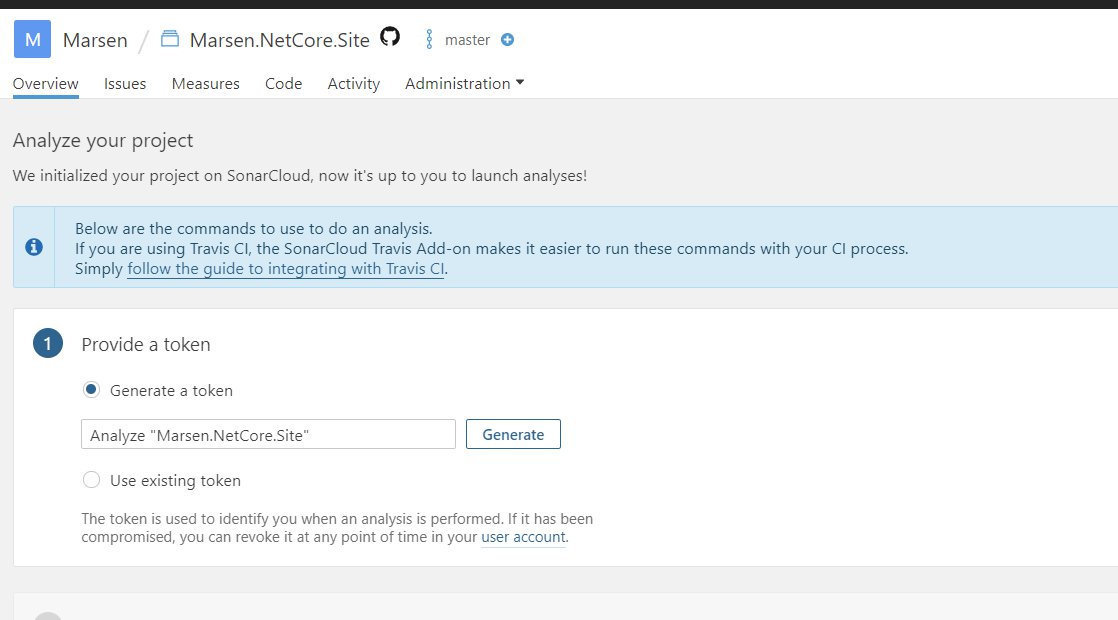 M Marsen / Marsen.NetCore.Site master
Overview Issues Measures Code Activity Administration
Analyze your project
We initialized your project on SonarCloud, now it's up to you to launch analyses!
Below are the commands to use to do an analysis.
If you are using Travis CI, the SonarCloud Travis Add-on makes it easier to run these commands with your CI process.
Simply follow the guide to integrating with Travis CI.
1 Provide a token
Generate a token
Analyze "Marsen.NetCore.Site" Generate
Use existing token
The token is used to identify you when an analysis is performed. If it has been
compromised, you can revoke it at any point of time in your user account.